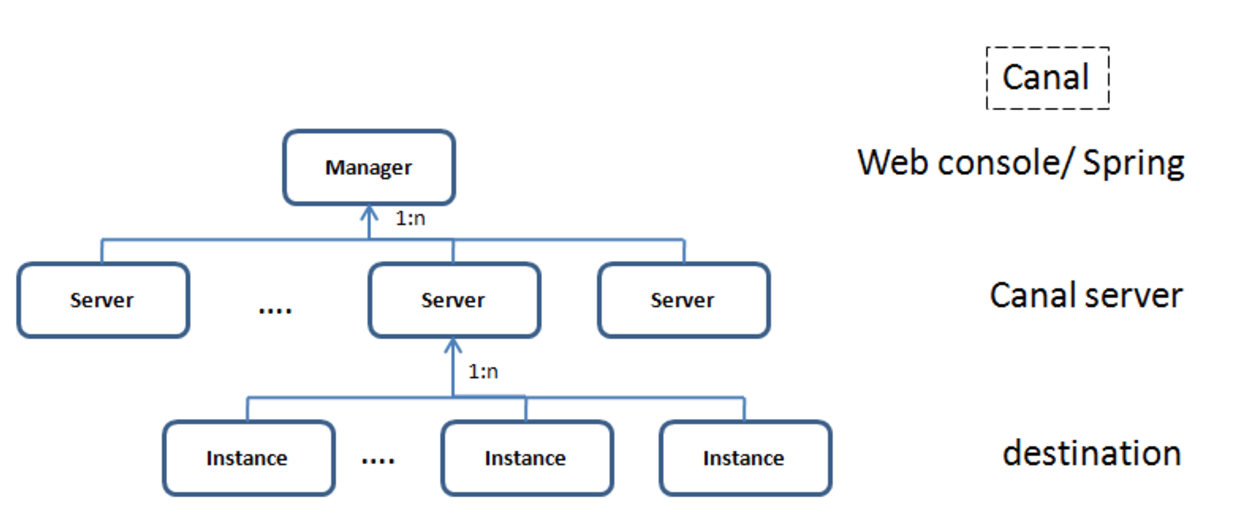 Canal
Manager
Web console/ Spring
1:n
Server
....
Server
Server
Canal server
1:n
Instance
....
Instance
Instance
destination